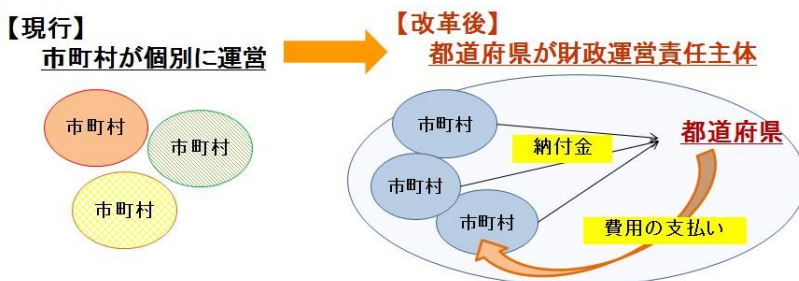 【現行】
市町村が個別に運営
市町村
市町村
市町村
【改革後】
都道府県が財政運営責任主体
市町村
市町村
市町村
納付金
都道府県
費用の支払い